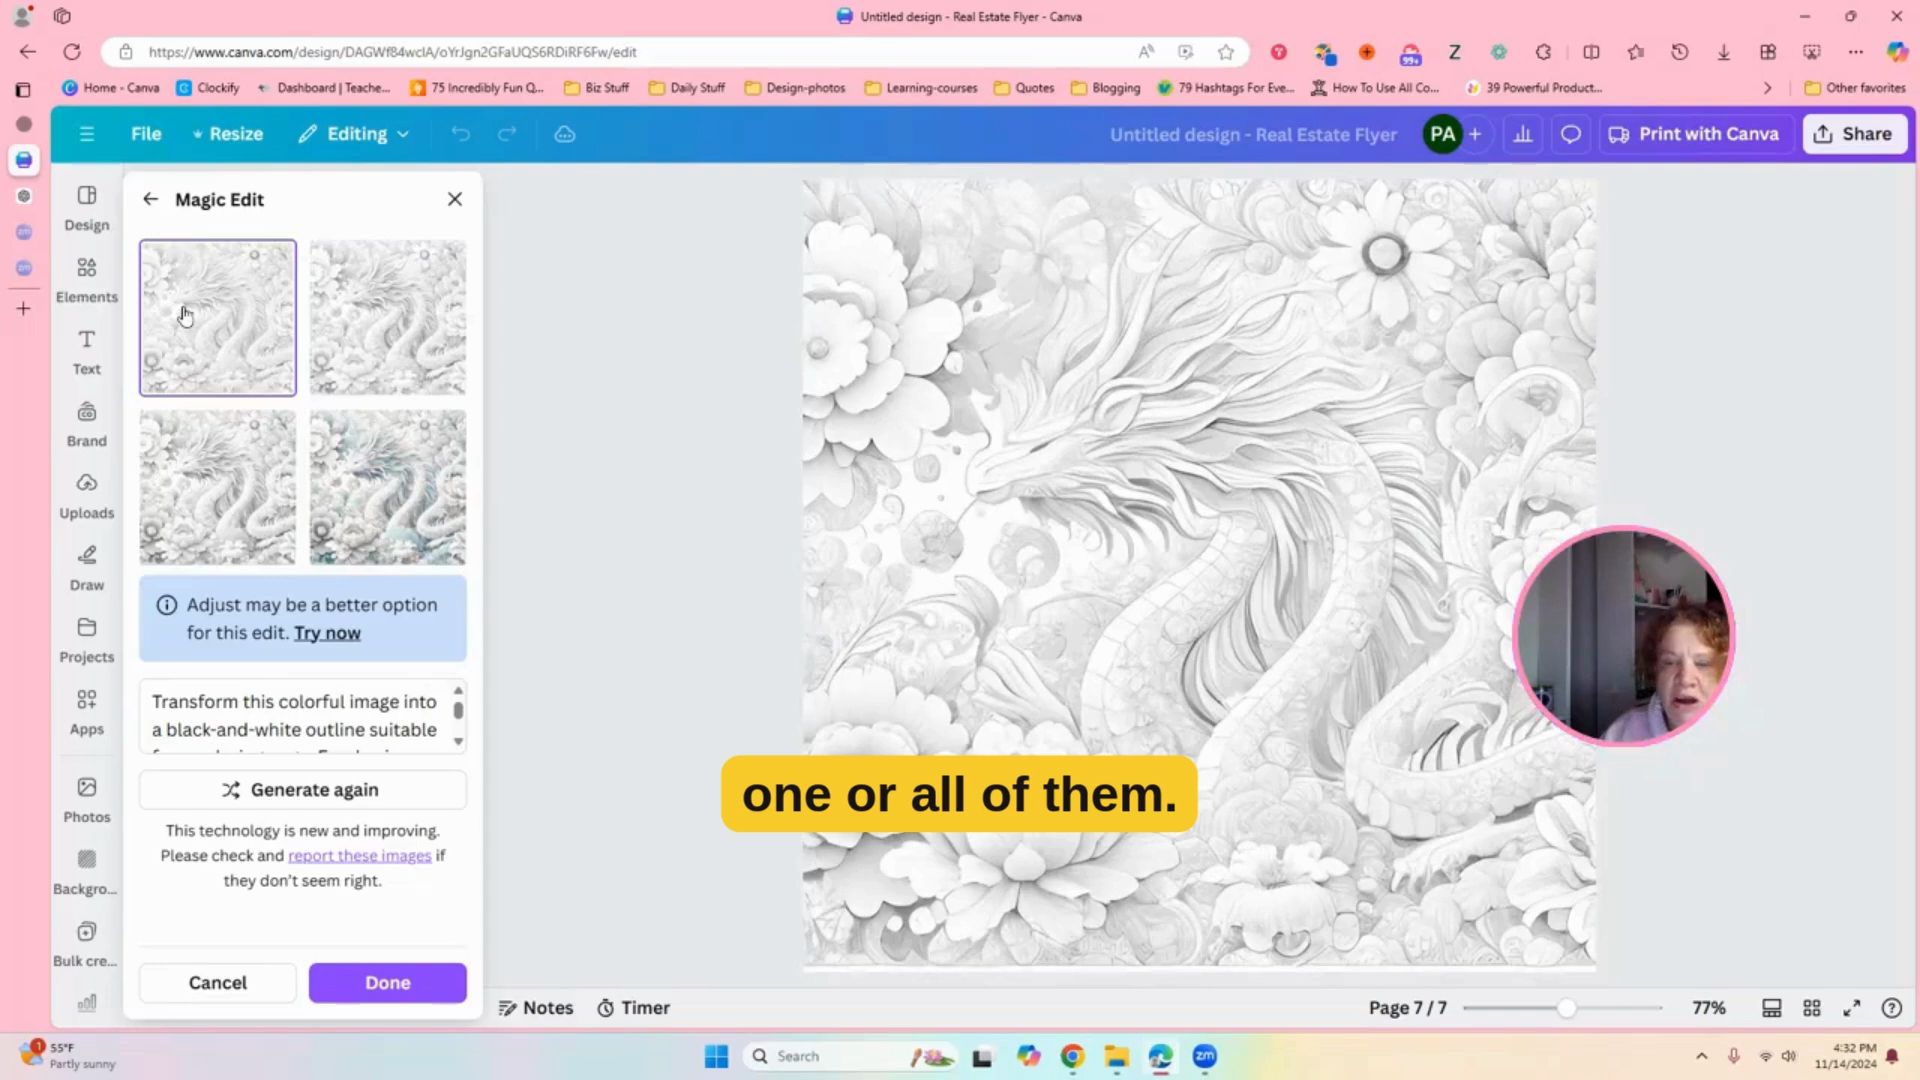 Untitled design - Real Estate Flyer - Canva
https://www.canva.com/design/DAGWf84wcIA/oYrJgn2GFaUQS6RDiRF6Fw/edit
A
99+
Z
Home - Canva
Clockify
Dashboard | Teache...
75 Incredibly Fun Q...
Biz Stuff
Daily Stuff
Design-photos
Learning-courses
Quotes
Blogging
79 Hashtags For Eve...
How To Use All Co...
39 Powerful Product...
Other favorites
File
Resize
Editing
Untitled design - Real Estate Flyer
PA
Print with Canva
Share
Design
Elements
Text
Brand
Uploads
Draw
Projects
Apps
Photos
Backgro...
Bulk cre...
Magic Edit
Adjust may be a better option
for this edit. Try now
Transform this colorful image into
a black-and-white outline suitable
Generate again
This technology is new and improving.
Please check and report these images if
they don't seem right.
Cancel
Done
one or all of them.
Notes
Timer
Page 7 / 7
77%
1
55°F
Partly sunny
Search
zm
4:32 PM
11/14/2024